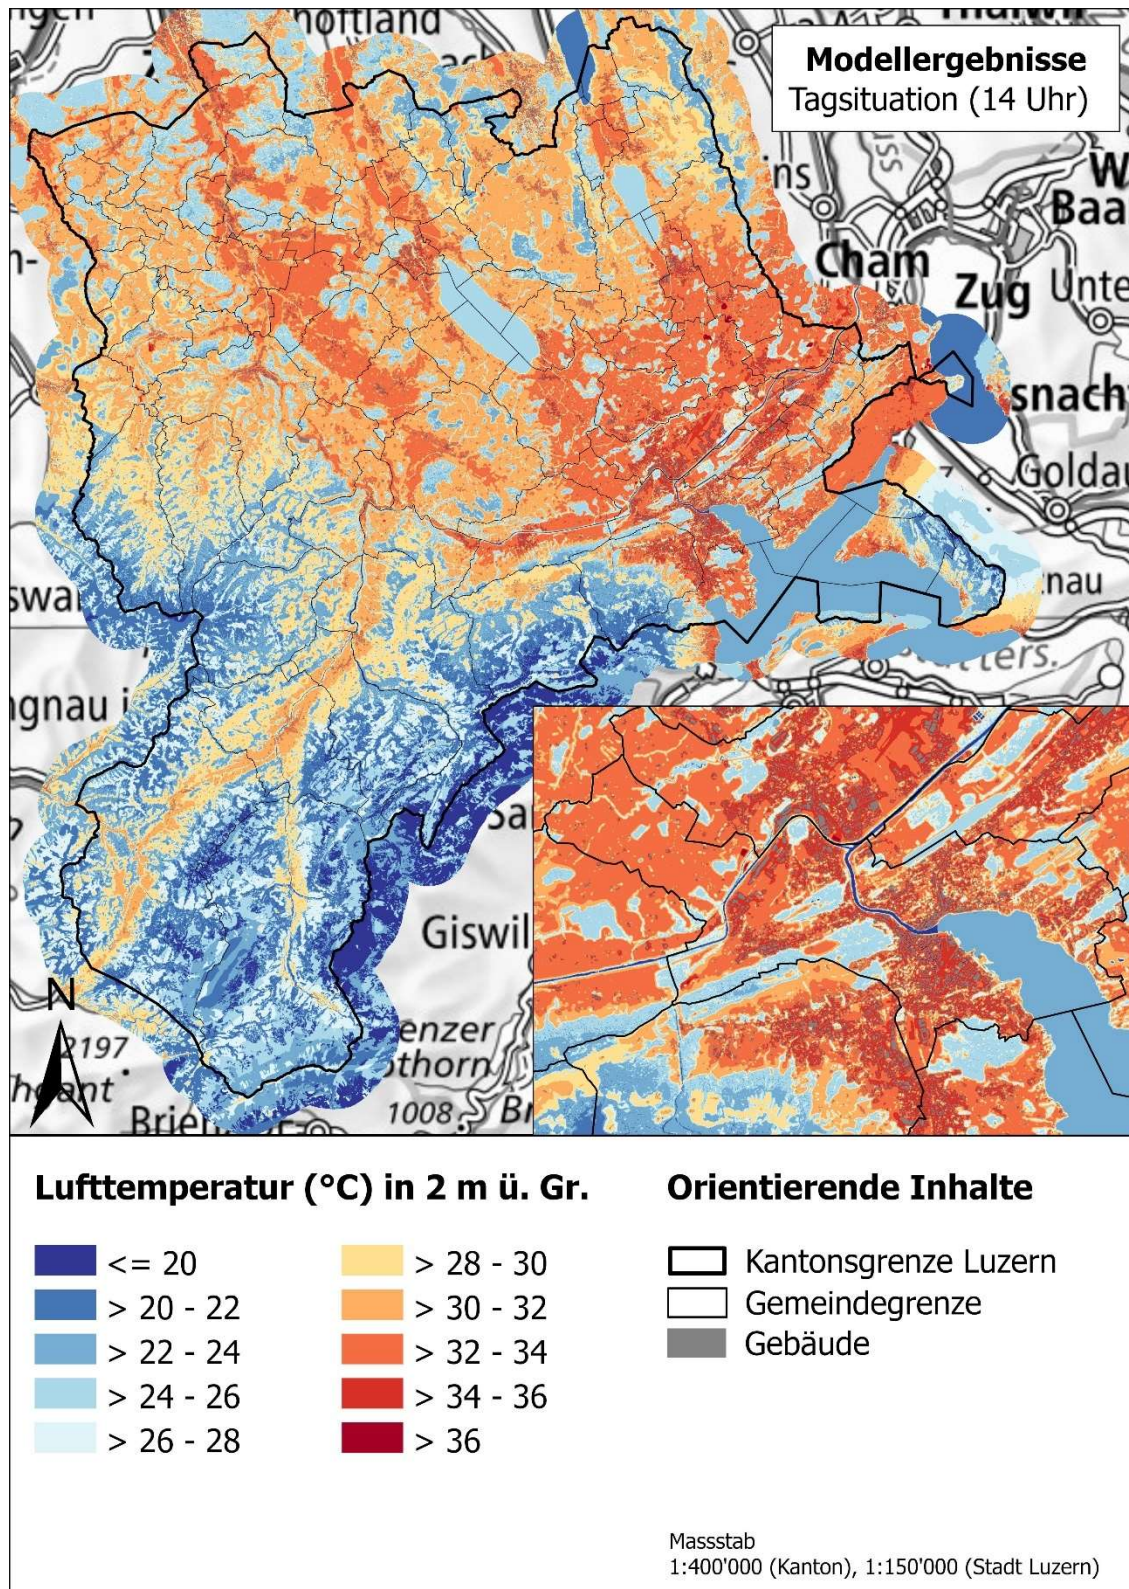 Modellergebnisse
Tagsituation (14 Uhr)
Cham
Zug
Giswil
N
2197
1008
Lufttemperatur (°C) in 2 m ü. Gr.
<= 20
> 20 - 22
> 22 - 24
> 24 - 26
> 26 - 28
> 28 - 30
> 30 - 32
> 32 - 34
> 34 - 36
> 36
Orientierende Inhalte
Kantonsgrenze Luzern
Gemeindegrenze
Gebäude
Massstab
1:400'000 (Kanton), 1:150'000 (Stadt Luzern)